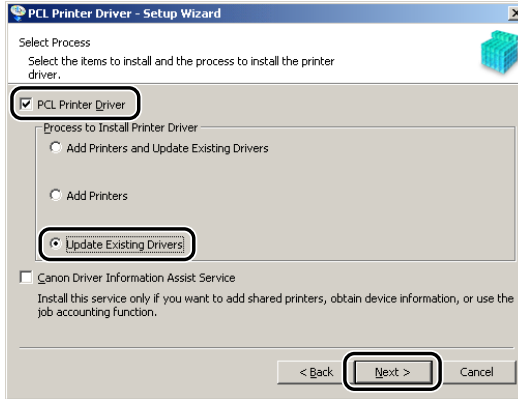 PCL Printer Driver - Setup Wizard
Select Process
Select the items to install and the process to install the printer
driver.
PCL Printer Driver
Process to Install Printer Driver
Add Printers and Update Existing Drivers
Add Printers
Update Existing Drivers
Canon Driver Information Assist Service
Install this service only if you want to add shared printers, obtain device information, or use the
job accounting function.
< Back Next > Cancel